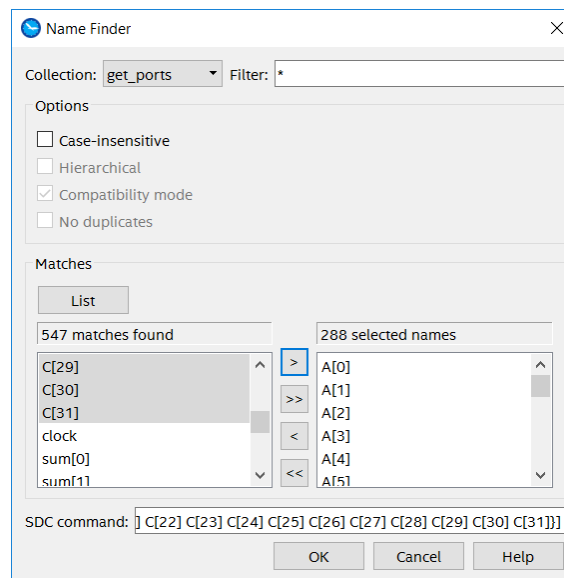 Name Finder
Collection: get_ports Filter: *
Options
Case-insensitive
Hierarchical
Compatibility mode
No duplicates
Matches
List
547 matches found
288 selected names
C[29]
C[30]
C[31]
clock
sum[0]
sum[1]
>
>>
<
<<
A[0]
A[1]
A[2]
A[3]
A[4]
A[5]
SDC command: ] C[22] C[23] C[24] C[25] C[26] C[27] C[28] C[29] C[30] C[31]}]
OK Cancel Help